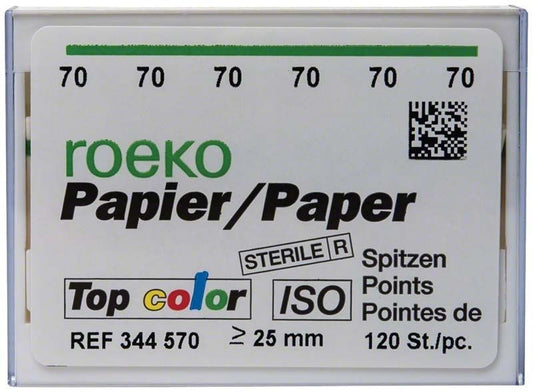 70 70 70 70 70 70
roeko
Papier/Paper
STERILE R Spitzen
Top color ISO Points
Pointes de
REF 344 570 ≥ 25 mm 120 St./pc.